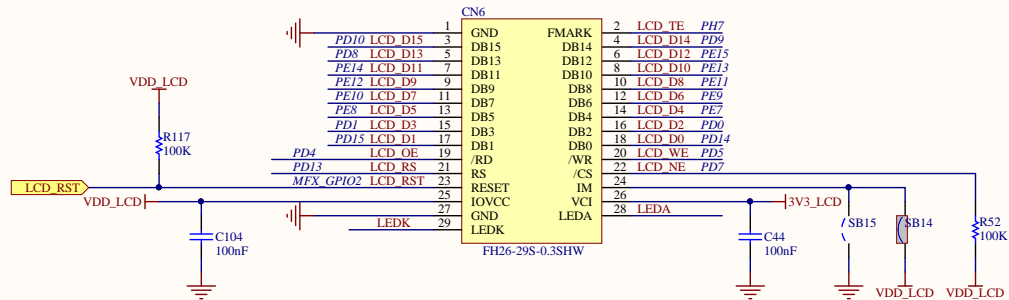 CN6
1 GND FMARK 2 LCD_TE PH7
PD10 LCD_D15 3 DB15 DB14 4 LCD_D14 PD9
PD8 LCD_D13 5 DB13 DB12 6 LCD_D12 PE15
PE14 LCD_D11 7 DB11 DB10 8 LCD_D10 PE13
PE12 LCD_D9 9 DB9 DB8 10 LCD_D8 PE11
VDD_LCD
PE10 LCD_D7 11 DB7 DB6 12 LCD_D6 PE9
PE8 LCD_D5 13 DB5 DB4 14 LCD_D4 PE7
PD1 LCD_D3 15 DB3 DB2 16 LCD_D2 PD0
R117
100K
PD15 LCD_D1 17 DB1 DB0 18 LCD_D0 PD14
PD4 LCD_OE 19 /RD /WR 20 LCD_WE PD5
PD13 LCD_RS 21 RS /CS 22 LCD_NE PD7
LCD_RST MFX_GPIO2 LCD_RST 23 RESET IM 24
VDD_LCD 25 IOVCC VCI 26 3V3_LCD
27 GND LEDA 28 LEDA
LEDK 29 LEDK
C104
100nF
FH26-29S-0.3SHW
C44
100nF
SB15
SB14
R52
100K
VDD_LCD
VDD_LCD